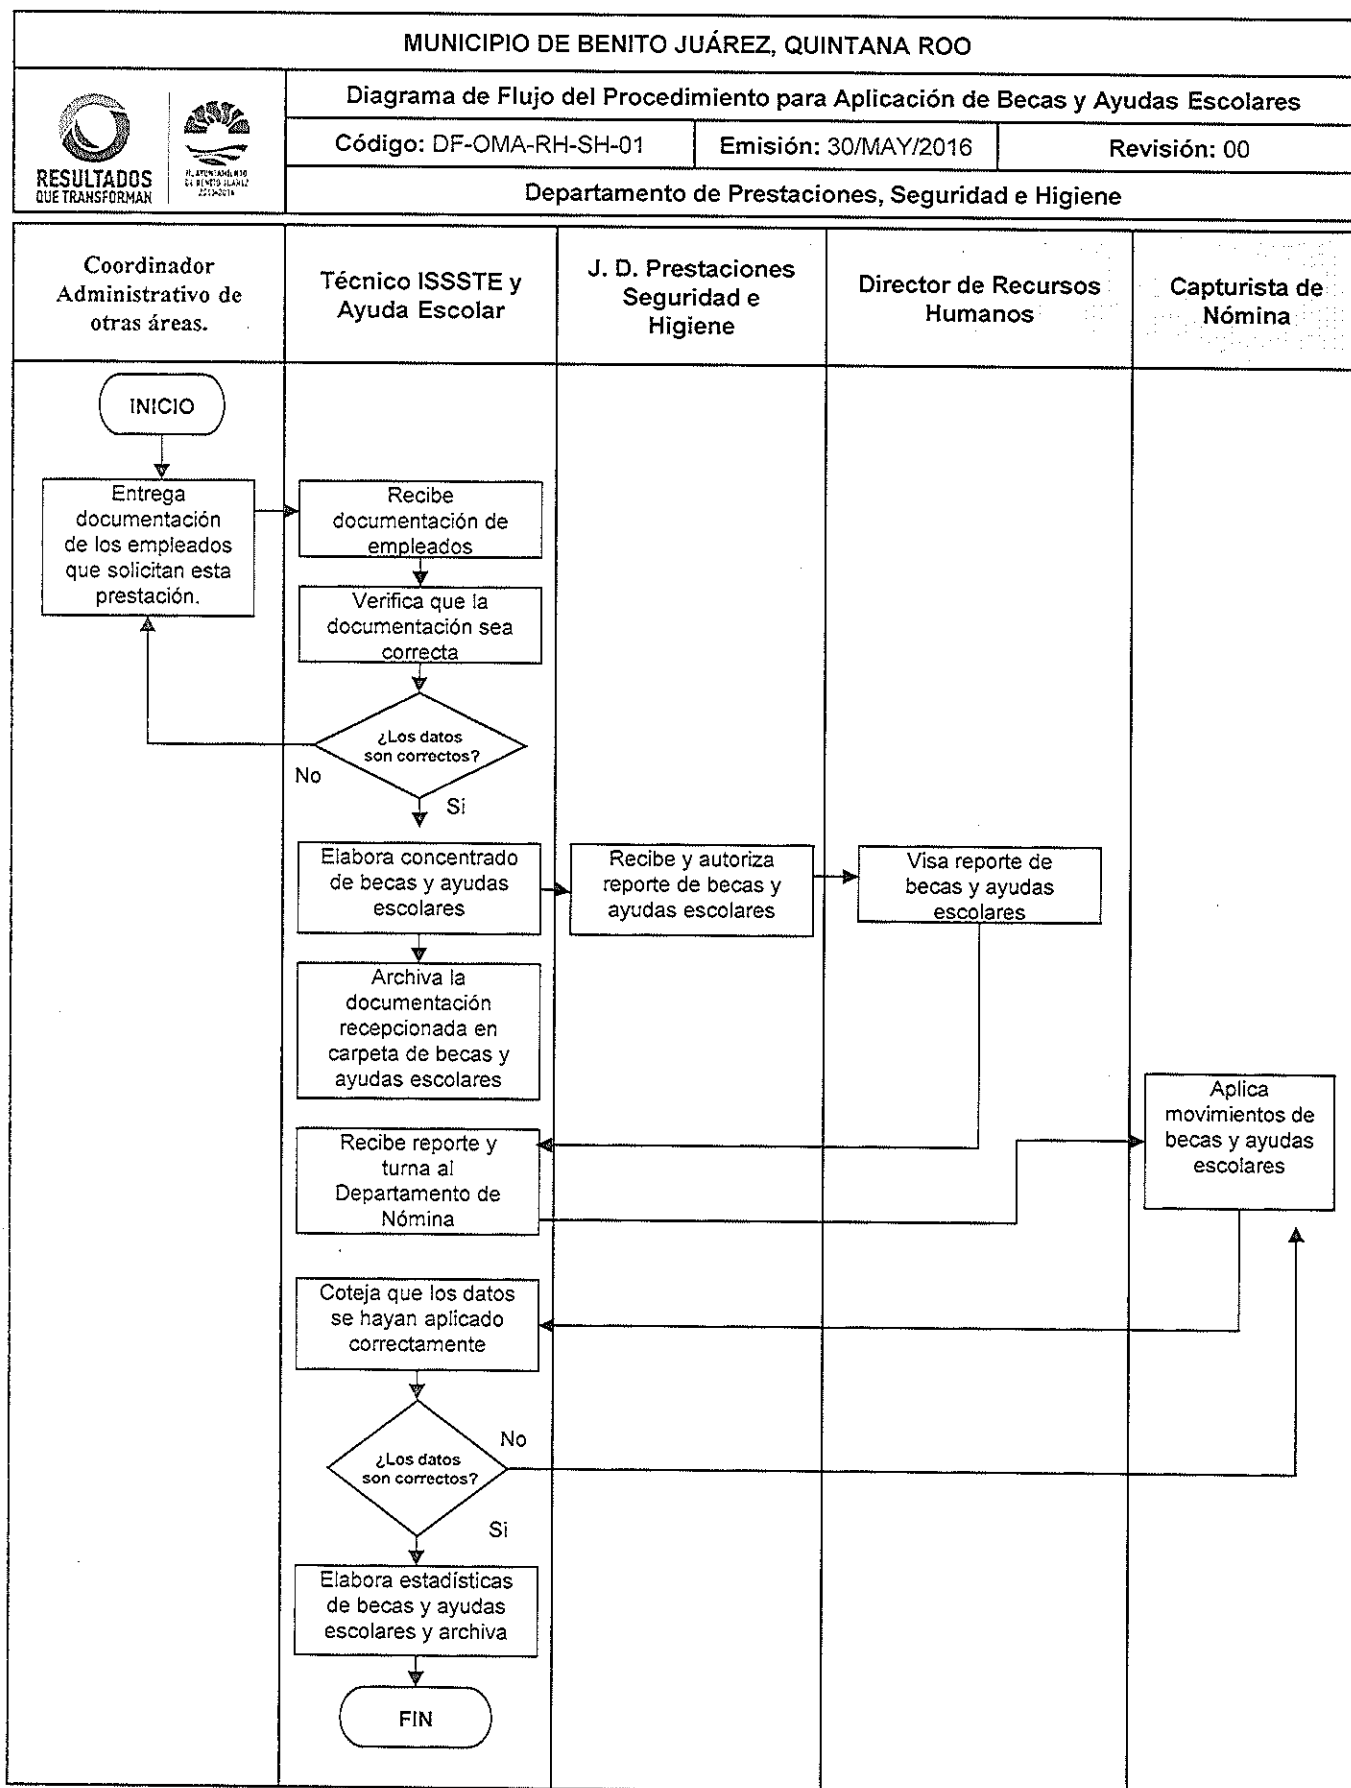 MUNICIPIO DE BENITO JUÁREZ, QUINTANA ROO
RESULTADOS
QUE TRANSFORMAN
H. AYUNTAMIENTO
DE BENITO JUÁREZ
2013-2016
Diagrama de Flujo del Procedimiento para Aplicación de Becas y Ayudas Escolares
Código: DF-OMA-RH-SH-01
Emisión: 30/MAY/2016
Revisión: 00
Departamento de Prestaciones, Seguridad e Higiene
Coordinador
Administrativo de
otras áreas.
Técnico ISSSTE y
Ayuda Escolar
J. D. Prestaciones
Seguridad e
Higiene
Director de Recursos
Humanos
Capturista de
Nómina
INICIO
Entrega
documentación
de los empleados
que solicitan esta
prestación.
Recibe
documentación de
empleados
Verifica que la
documentación sea
correcta
¿Los datos
son correctos?
No
Si
Elabora concentrado
de becas y ayudas
escolares
Recibe y autoriza
reporte de becas y
ayudas escolares
Visa reporte de
becas y ayudas
escolares
Archiva la
documentación
recepcionada en
carpeta de becas y
ayudas escolares
Aplica
movimientos de
becas y ayudas
escolares
Recibe reporte y
turna al
Departamento de
Nómina
Coteja que los datos
se hayan aplicado
correctamente
¿Los datos
son correctos?
No
Si
Elabora estadísticas
de becas y ayudas
escolares y archiva
FIN